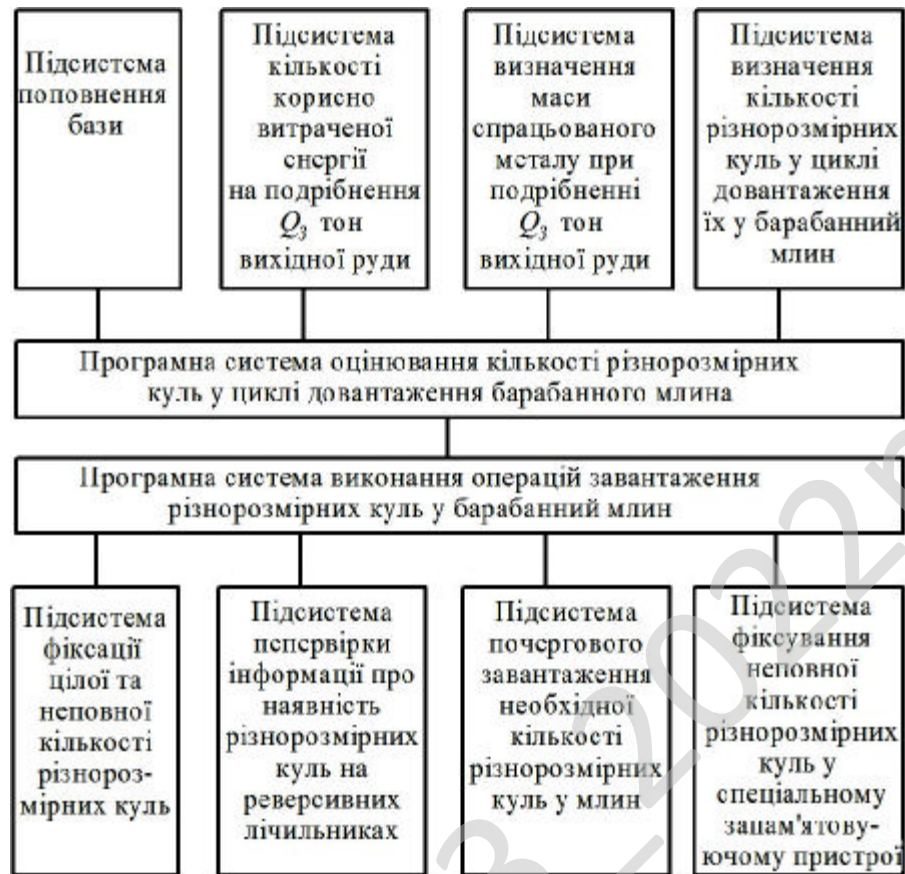 Підсистема
поповнення
бази
Підсистема
кількості
корисно
витраченої
енергії
на подрібнення
Q₃ тон
вихідної руди
Підсистема
визначення
маси
спрацьованого
металу при
подрібненні
Q₃ тон
вихідної руди
Підсистема
визначення
кількості
різнорозмірних
куль у циклі
довантаження
їх у барабанний
млин
Програмна система оцінювання кількості різнорозмірних
куль у циклі довантаження барабанного млина
Програмна система виконання операцій завантаження
різнорозмірних куль у барабанний млин
Підсистема
фіксації
цілої та
неповної
кількості
різнороз-
мірних куль
Підсистема
пепервірки
інформації про
наявність
різнорозмірних
куль на
реверсивних
лічильниках
Підсистема
почергового
завантаження
необхідної
кількості
різнорозмірних
куль у млин
Підсистема
фіксування
неповної
кількості
різнорозмірних
куль у
спеціальному
запам'ятову-
ючому пристрої